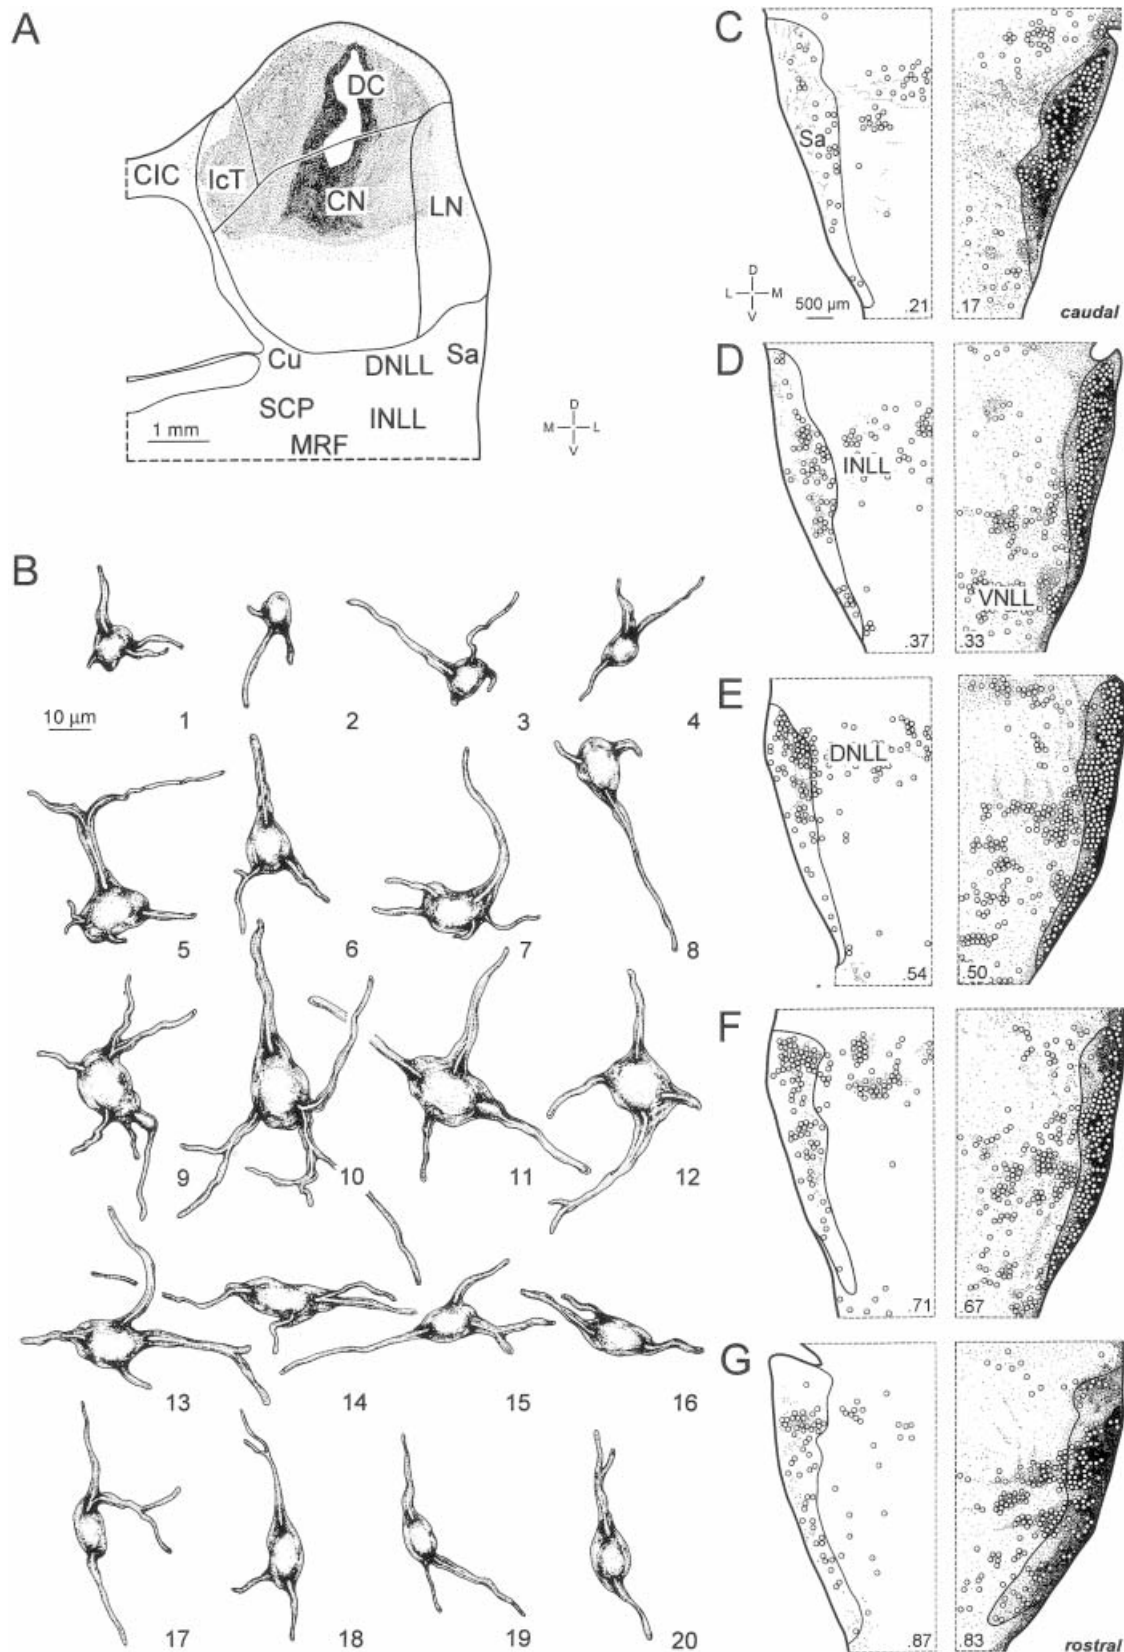 A
DC
CIC
IcT
CN
LN
Cu
DNLL
Sa
SCP
INLL
MRF
1 mm
D
M
L
V
B
10 μm
1
2
3
4
5
6
7
8
9
10
11
12
13
14
15
16
17
18
19
20
C
Sa
D
L
M
V
500 μm
.21
.17
caudal
D
INLL
VNLL
.37
.33
E
DNLL
.54
.50
F
.71
.67
G
.87
.83
rostral